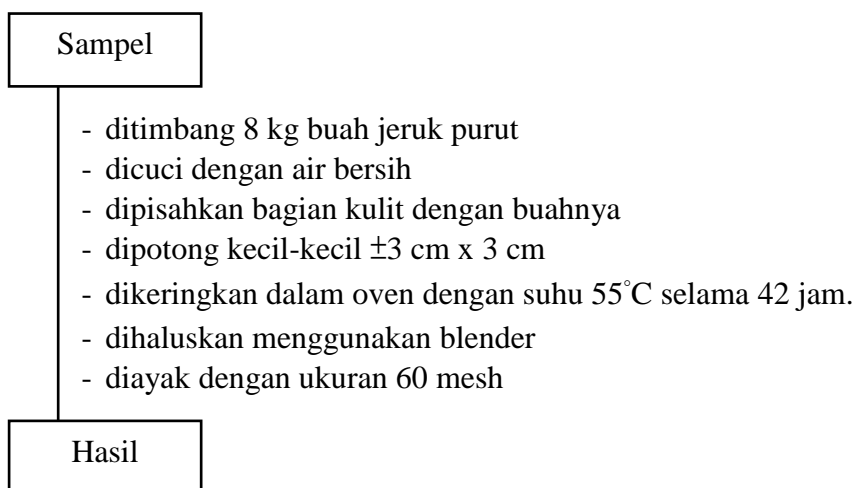 Sampel
- ditimbang 8 kg buah jeruk purut
- dicuci dengan air bersih
- dipisahkan bagian kulit dengan buahnya
- dipotong kecil-kecil ±3 cm x 3 cm
- dikeringkan dalam oven dengan suhu 55°C selama 42 jam.
- dihaluskan menggunakan blender
- diayak dengan ukuran 60 mesh
Hasil